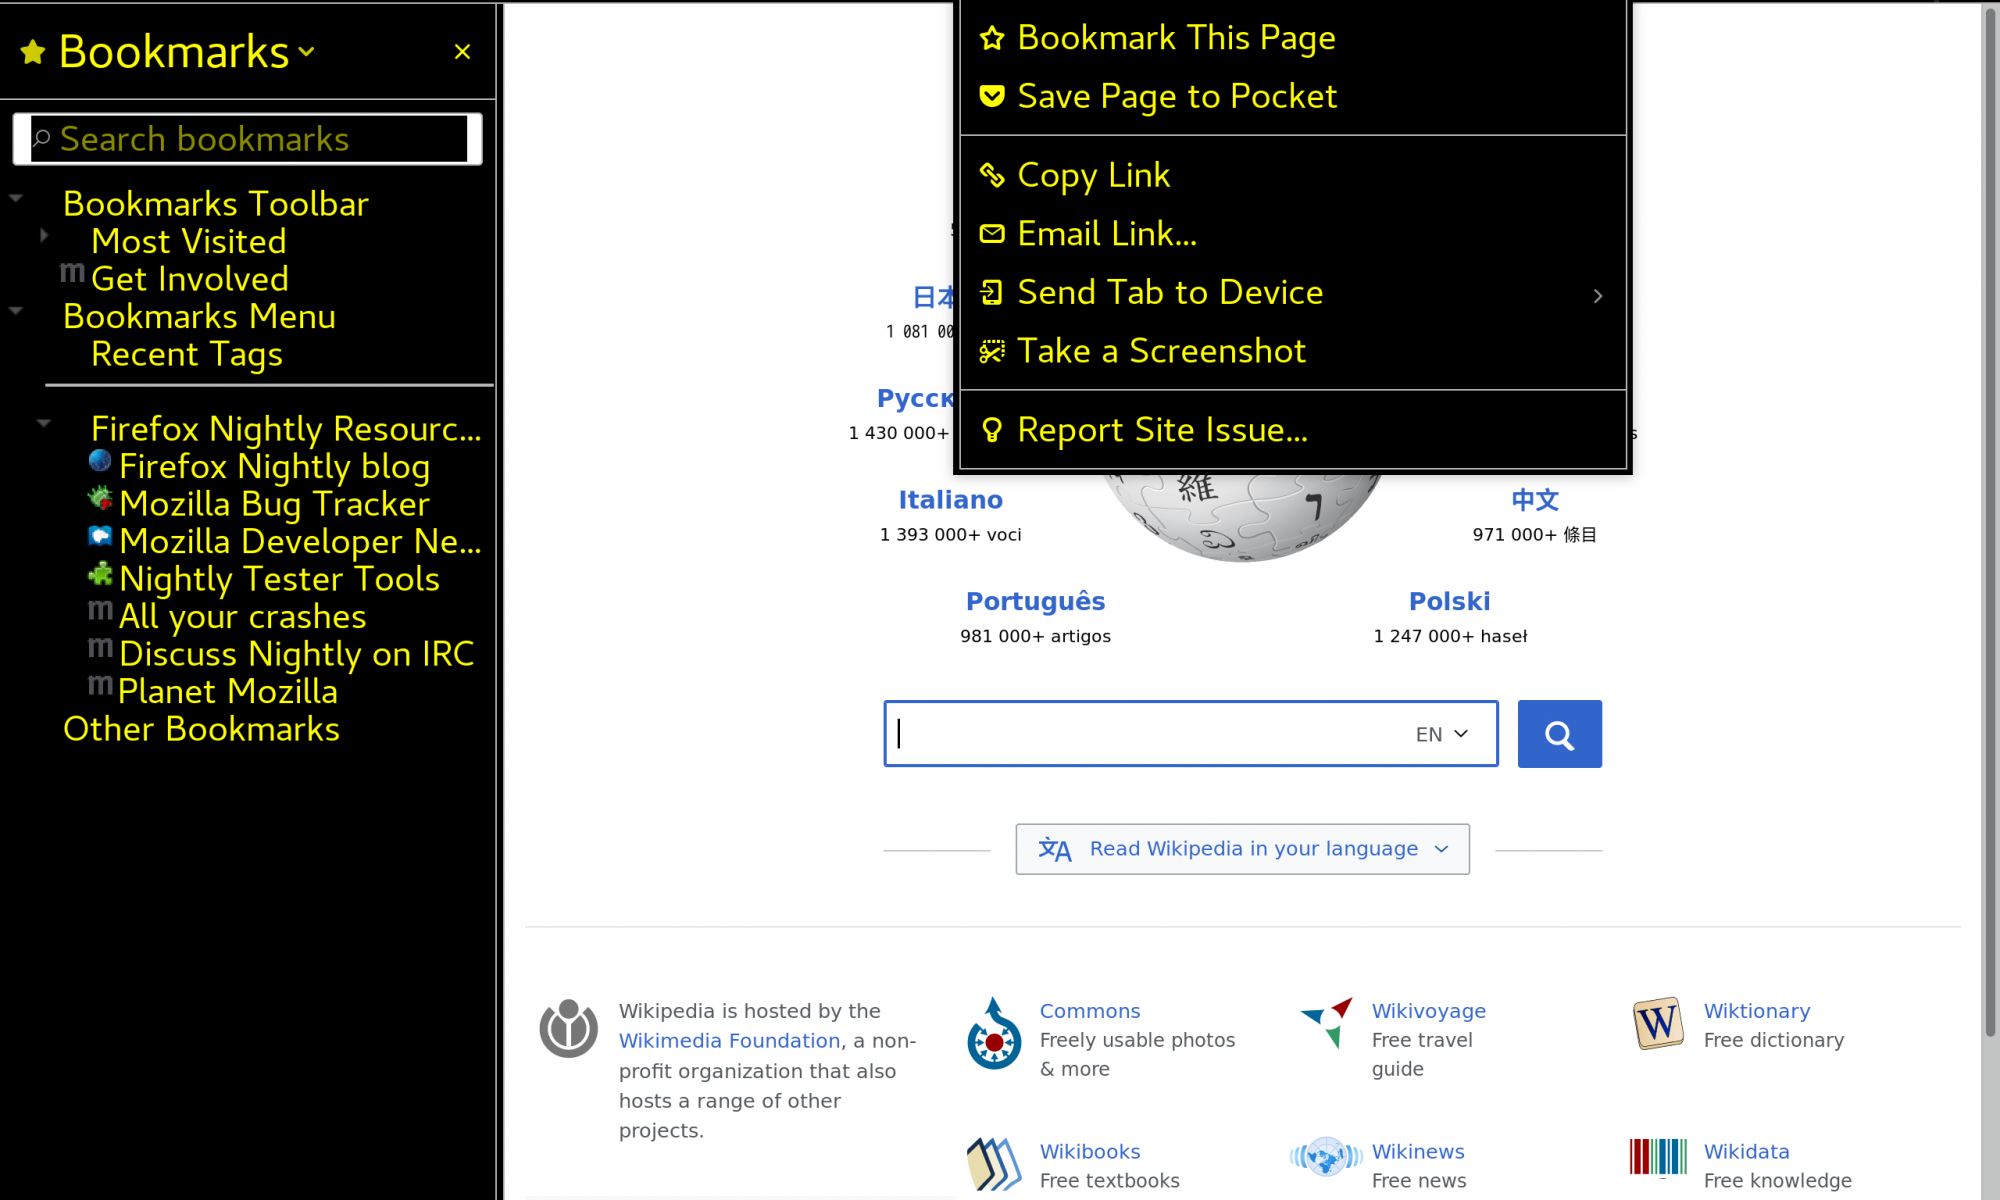 Bookmarks
Search bookmarks
Bookmarks Toolbar
Most Visited
Get Involved
Bookmarks Menu
Recent Tags
Firefox Nightly Resourc...
Firefox Nightly blog
Mozilla Bug Tracker
Mozilla Developer Ne...
Nightly Tester Tools
All your crashes
Discuss Nightly on IRC
Planet Mozilla
Other Bookmarks
Bookmark This Page
Save Page to Pocket
Copy Link
Email Link...
Send Tab to Device
Take a Screenshot
Report Site Issue...
日本
1 081 00
Русск
1 430 000+
Italiano
1 393 000+ voci
中文
971 000+ 條目
Português
981 000+ artigos
Polski
1 247 000+ haseł
EN
Read Wikipedia in your language
Wikipedia is hosted by the
Wikimedia Foundation, a non-
profit organization that also
hosts a range of other
projects.
Commons
Freely usable photos
& more
Wikivoyage
Free travel
guide
Wiktionary
Free dictionary
Wikibooks
Free textbooks
Wikinews
Free news
Wikidata
Free knowledge